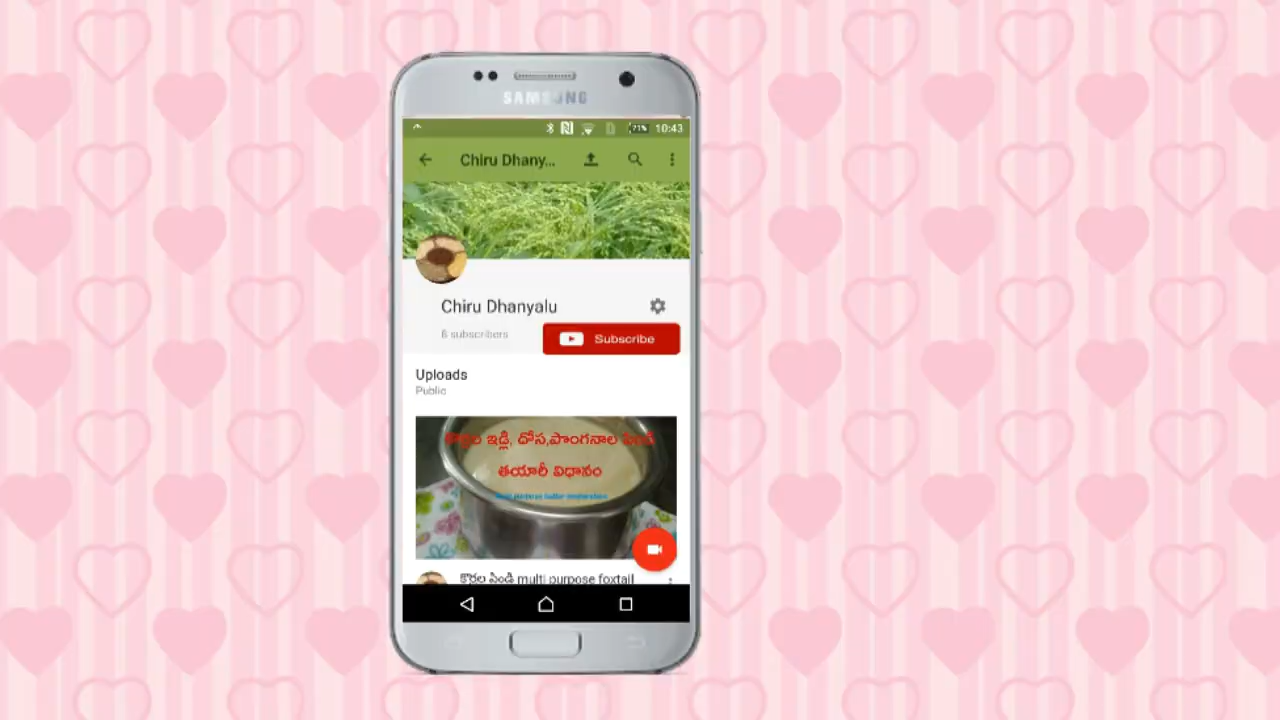 SAMSUNG
71% 10:43
Chiru Dhany...
Chiru Dhanyalu
6 subscribers
Subscribe
Uploads
Public
కొర్రల ఇడ్లీ, దోస,పొంగనాల పిండి
తయారీ విధానం
కొర్రల పిండి multi purpose foxtail